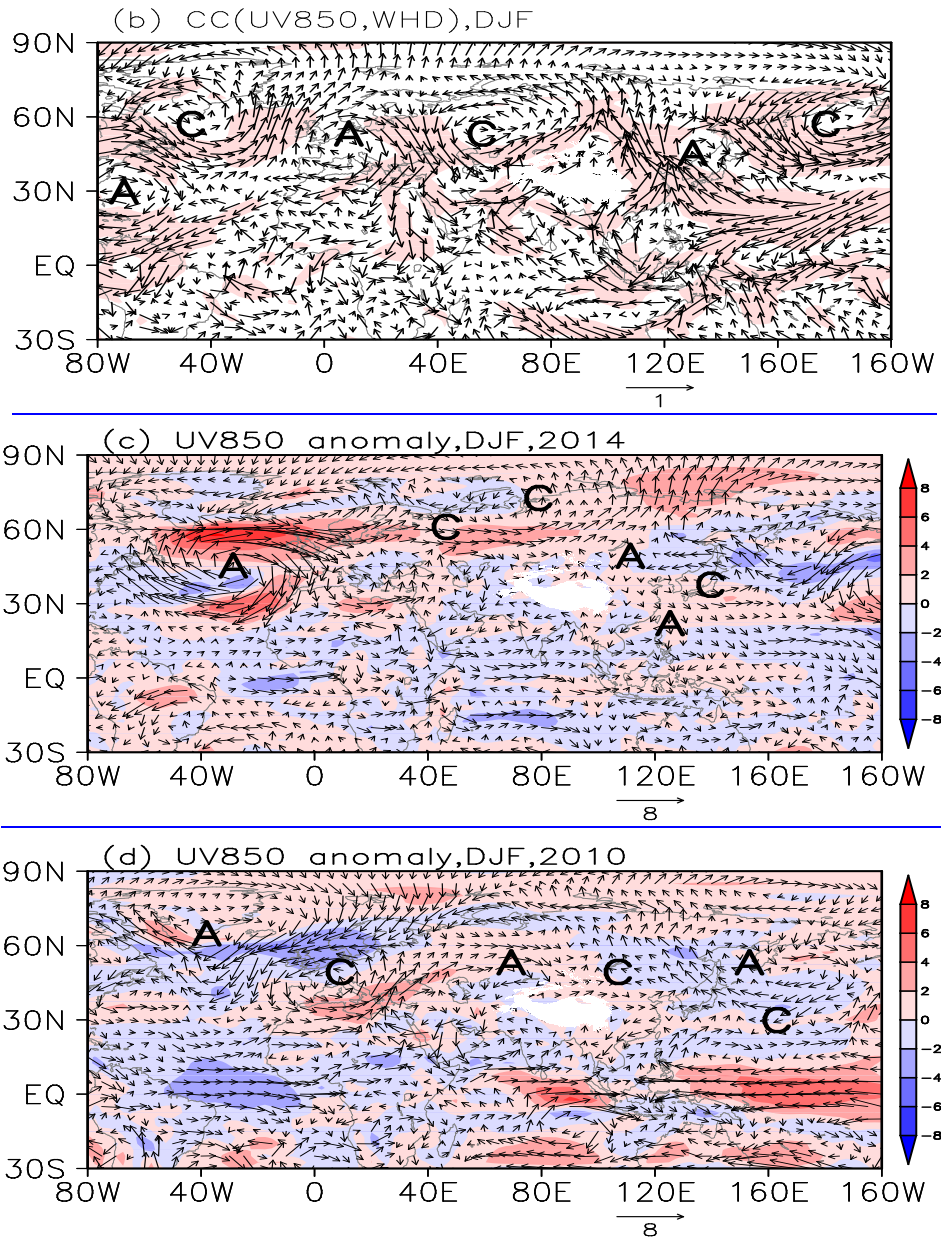 (b) CC(UV850,WHD),DJF
90N
60N
30N
EQ
30S
C A C A C
A
80W 40W 0 40E 80E 120E 160E 160W
1
(c) UV850 anomaly,DJF,2014
90N
60N
30N
EQ
30S
C
C
A A
C
A
80W 40W 0 40E 80E 120E 160E 160W
8
8
6
4
2
0
-2
-4
-6
-8
(d) UV850 anomaly,DJF,2010
90N
60N
30N
EQ
30S
A
C A C A
C
80W 40W 0 40E 80E 120E 160E 160W
8
8
6
4
2
0
-2
-4
-6
-8